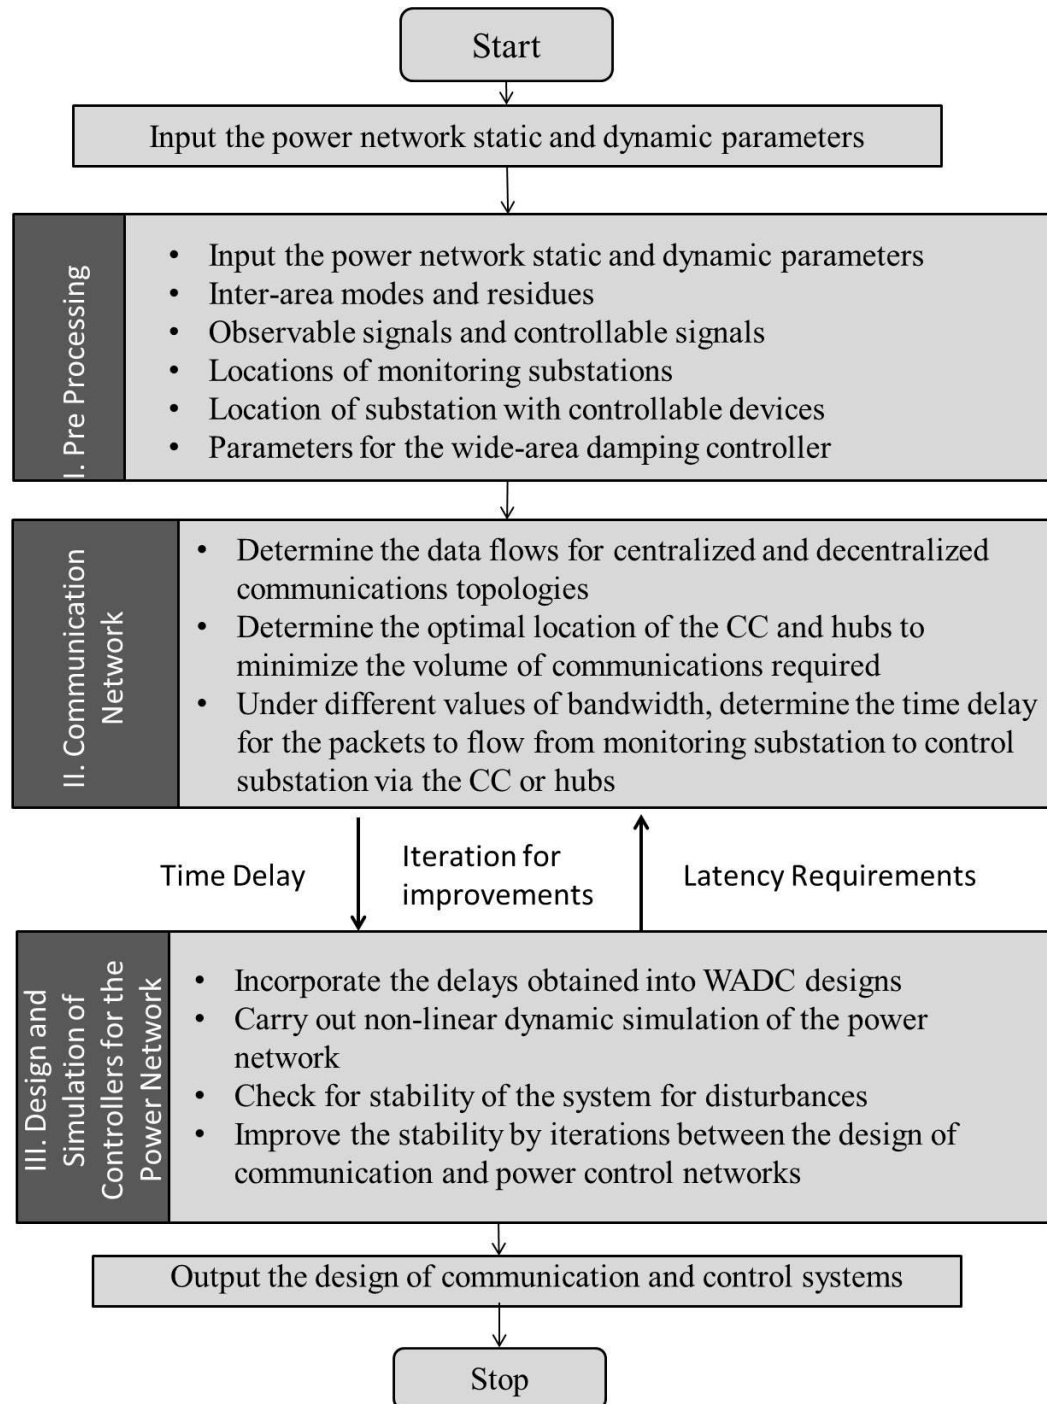 Start
Input the power network static and dynamic parameters
I. Pre Processing
• Input the power network static and dynamic parameters
• Inter-area modes and residues
• Observable signals and controllable signals
• Locations of monitoring substations
• Location of substation with controllable devices
• Parameters for the wide-area damping controller
II. Communication
Network
• Determine the data flows for centralized and decentralized
communications topologies
• Determine the optimal location of the CC and hubs to
minimize the volume of communications required
• Under different values of bandwidth, determine the time delay
for the packets to flow from monitoring substation to control
substation via the CC or hubs
Time Delay
Iteration for
improvements
Latency Requirements
III. Design and
Simulation of
Controllers for the
Power Network
• Incorporate the delays obtained into WADC designs
• Carry out non-linear dynamic simulation of the power
network
• Check for stability of the system for disturbances
• Improve the stability by iterations between the design of
communication and power control networks
Output the design of communication and control systems
Stop